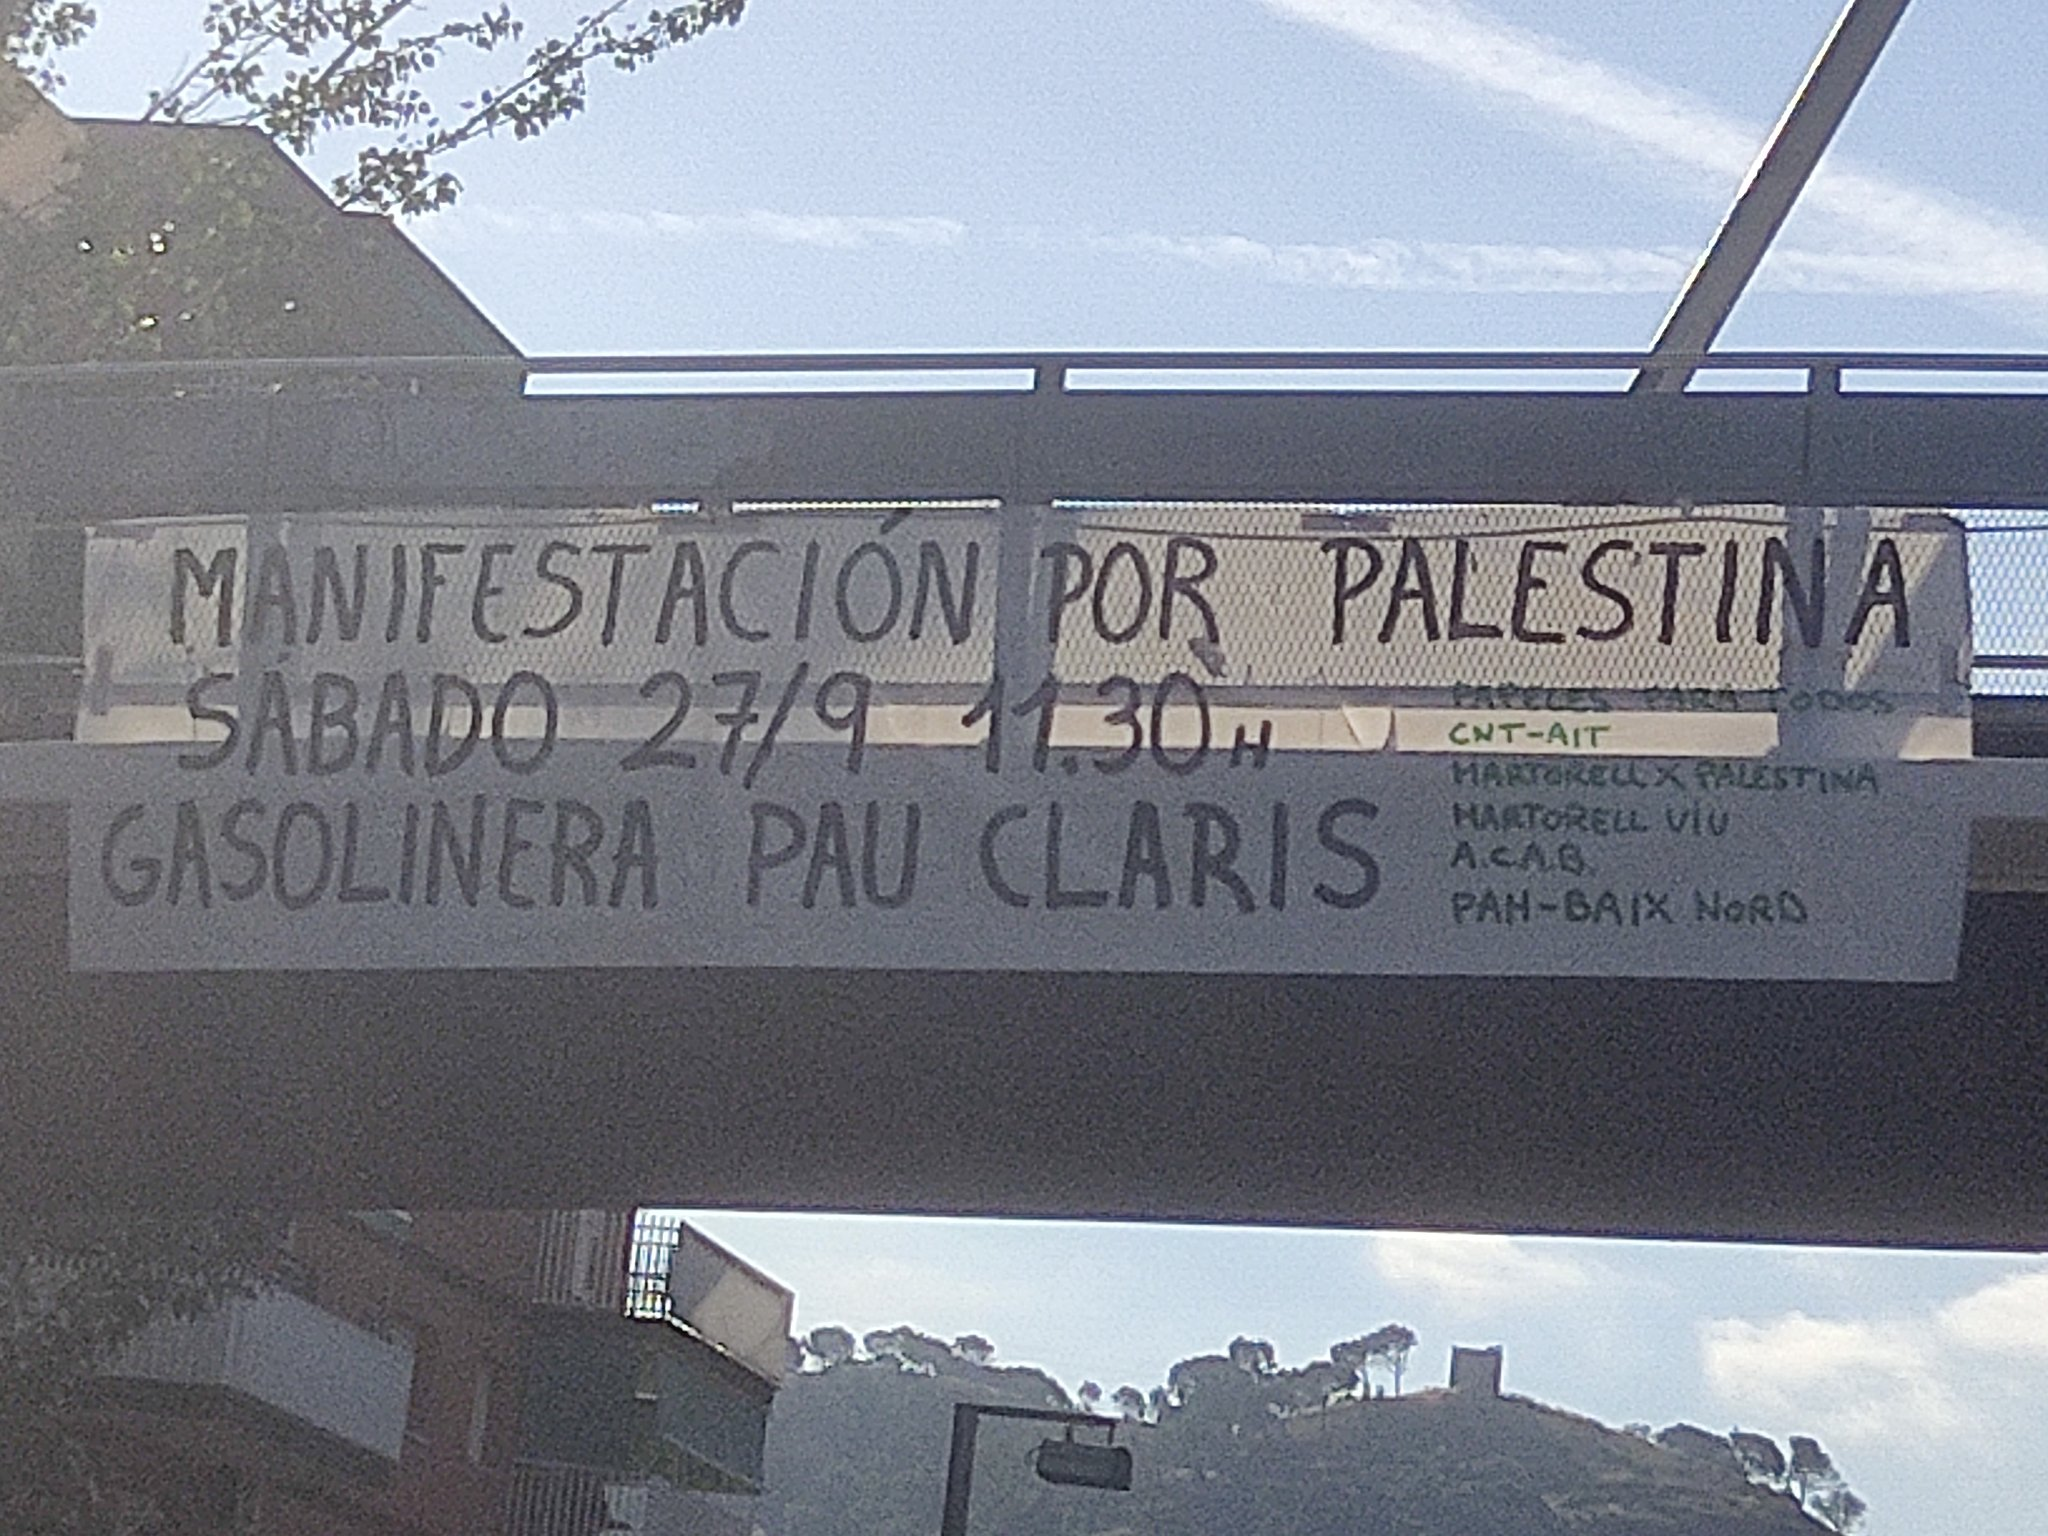 MANIFESTACIÓN POR PALESTINA
SÁBADO 27/9 11.30H
GASOLINERA PAU CLARIS
PAPELES PARA TODOS
CNT-AIT
MARTORELL X PALESTINA
MARTORELL VIU
A.C.A.B.
PAH-BAIX NORD